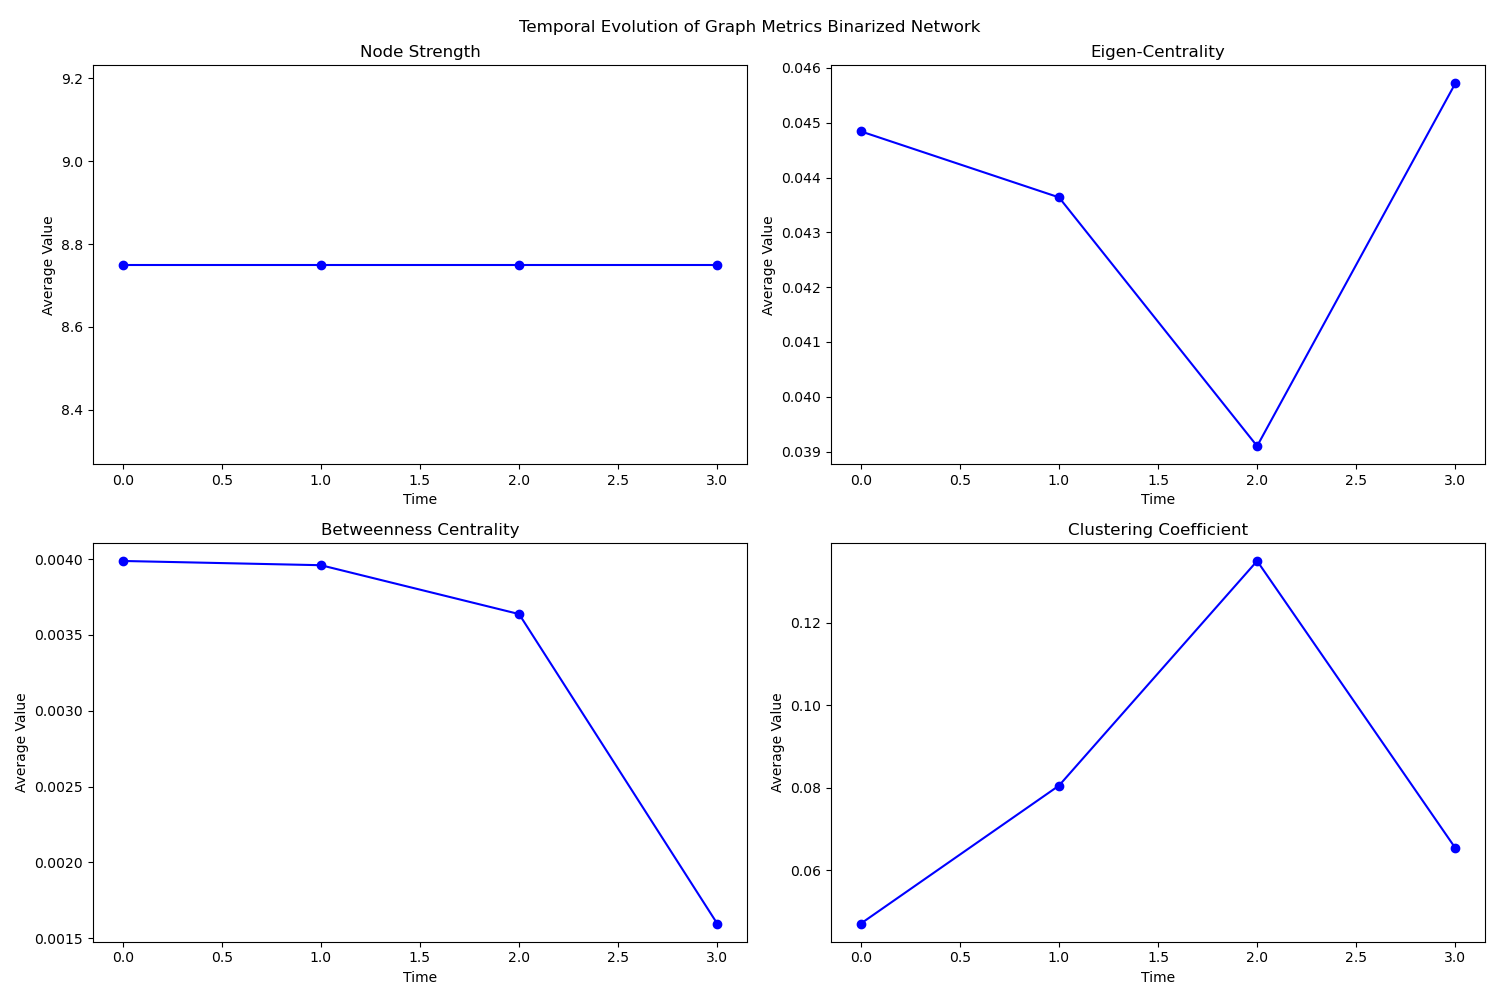 Temporal Evolution of Graph Metrics Binarized Network
Node Strength
9.2
9.0
8.8
8.6
8.4
Average Value
0.0 0.5 1.0 1.5 2.0 2.5 3.0
Time
Eigen-Centrality
0.046
0.045
0.044
0.043
0.042
0.041
0.040
0.039
Average Value
0.0 0.5 1.0 1.5 2.0 2.5 3.0
Time
Betweenness Centrality
0.0040
0.0035
0.0030
0.0025
0.0020
0.0015
Average Value
0.0 0.5 1.0 1.5 2.0 2.5 3.0
Time
Clustering Coefficient
0.12
0.10
0.08
0.06
Average Value
0.0 0.5 1.0 1.5 2.0 2.5 3.0
Time